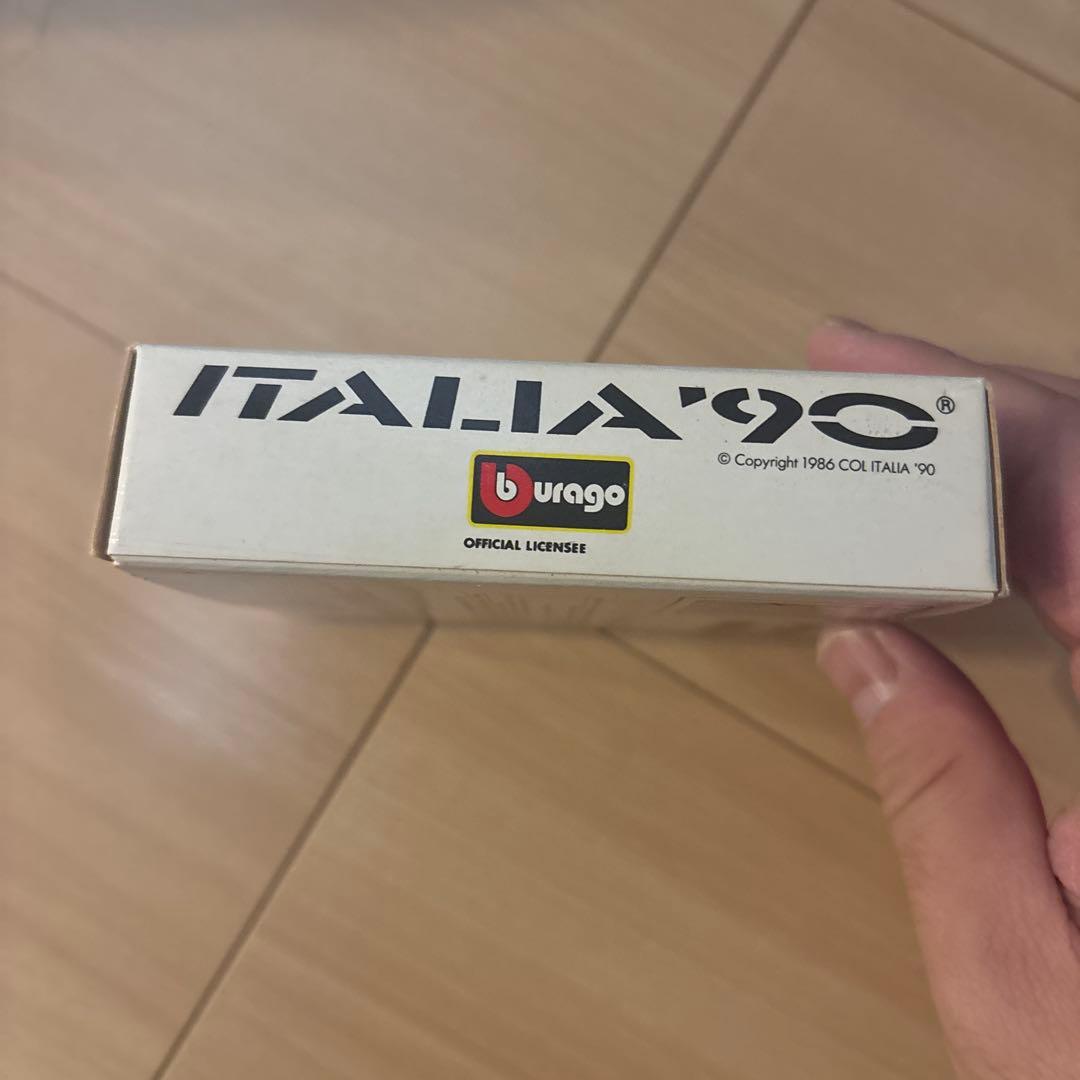 ITALIA '90®
© Copyright 1986 COL ITALIA '90
burago
OFFICIAL LICENSEE